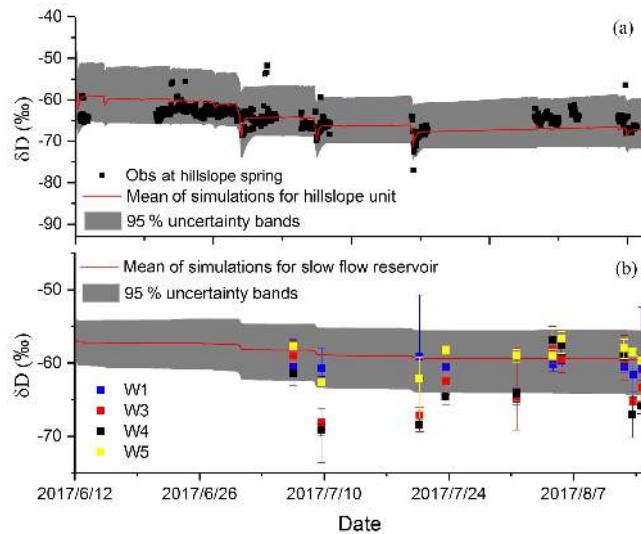 -40
(a)
-50
-60
-70
δD (‰)
Obs at hillslope spring
-80
Mean of simulations for hillslope unit
95 % uncertainty bands
-90
Mean of simulations for slow flow reservoir
(b)
95 % uncertainty bands
-50
δD (‰)
-60
W1
W3
-70
W4
W5
2017/6/12 2017/6/26 2017/7/10 2017/7/24 2017/8/7
Date